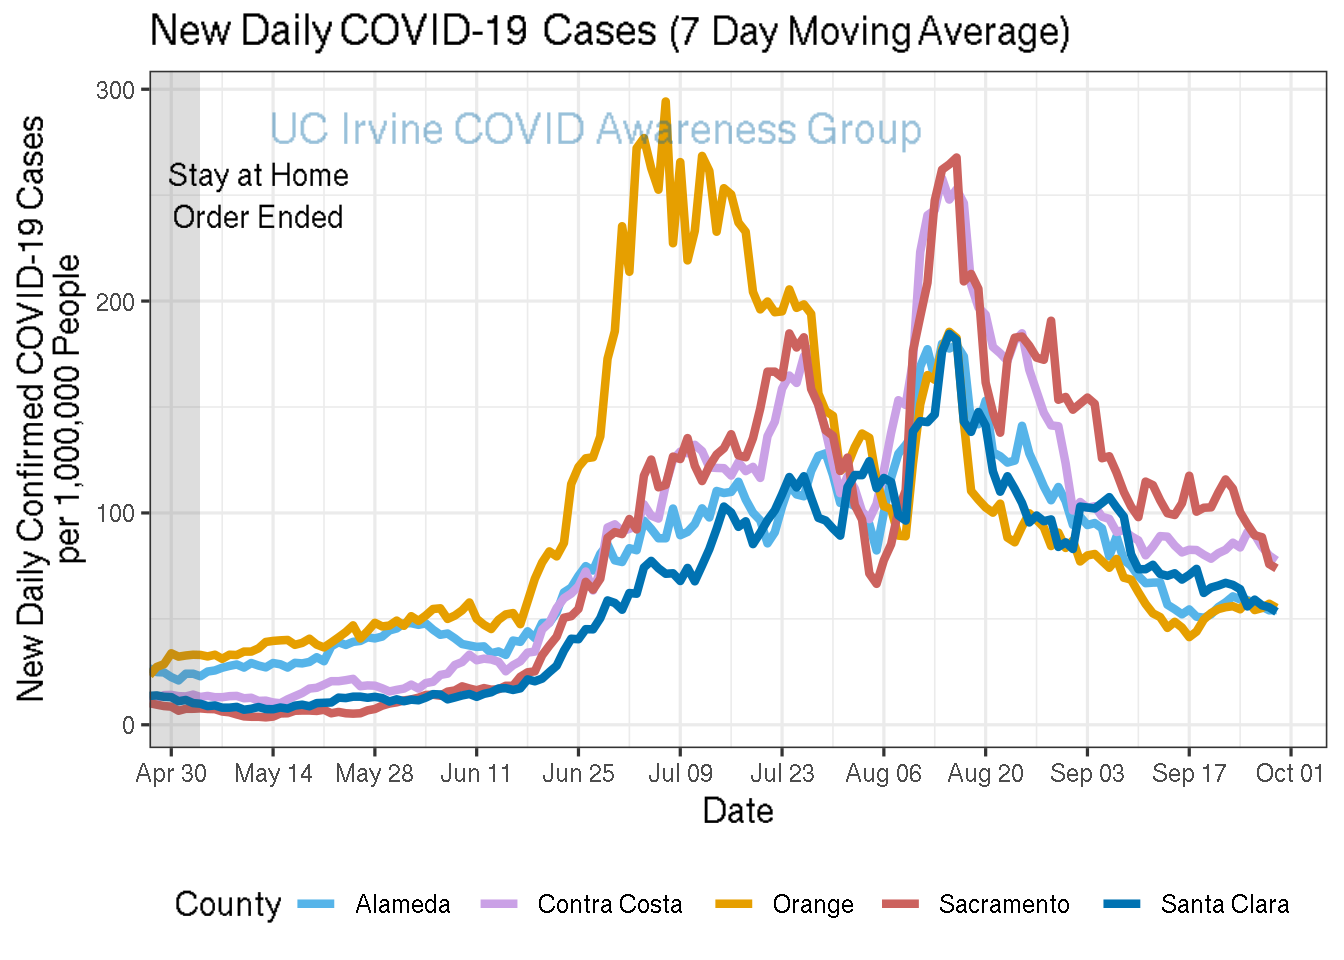 New Daily COVID-19 Cases (7 Day Moving Average)
UC Irvine COVID Awareness Group
Stay at Home
Order Ended
New Daily Confirmed COVID-19 Cases
per 1,000,000 People
300
200
100
0
Apr 30 May 14 May 28 Jun 11 Jun 25 Jul 09 Jul 23 Aug 06 Aug 20 Sep 03 Sep 17 Oct 01
Date
County Alameda Contra Costa Orange Sacramento Santa Clara